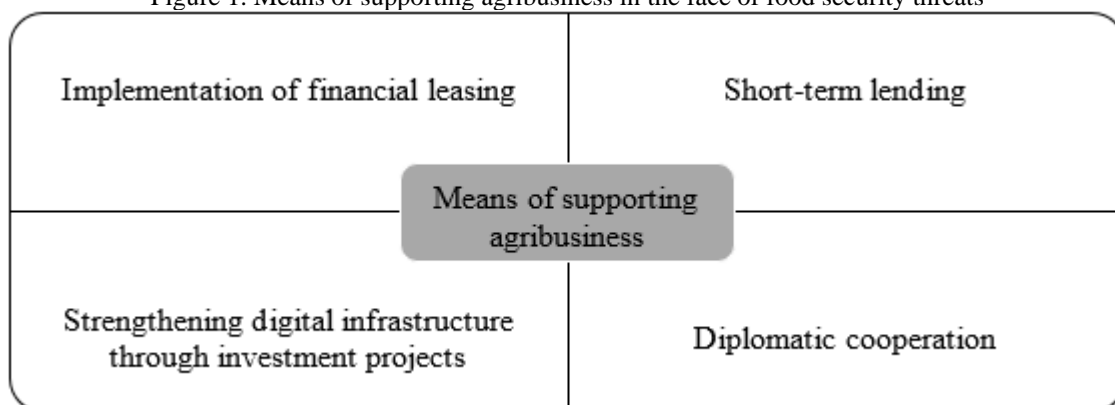 Figure 1. Means of supporting agribusiness in the face of food security threats
Implementation of financial leasing
Short-term lending
Means of supporting
agribusiness
Strengthening digital infrastructure
through investment projects
Diplomatic cooperation